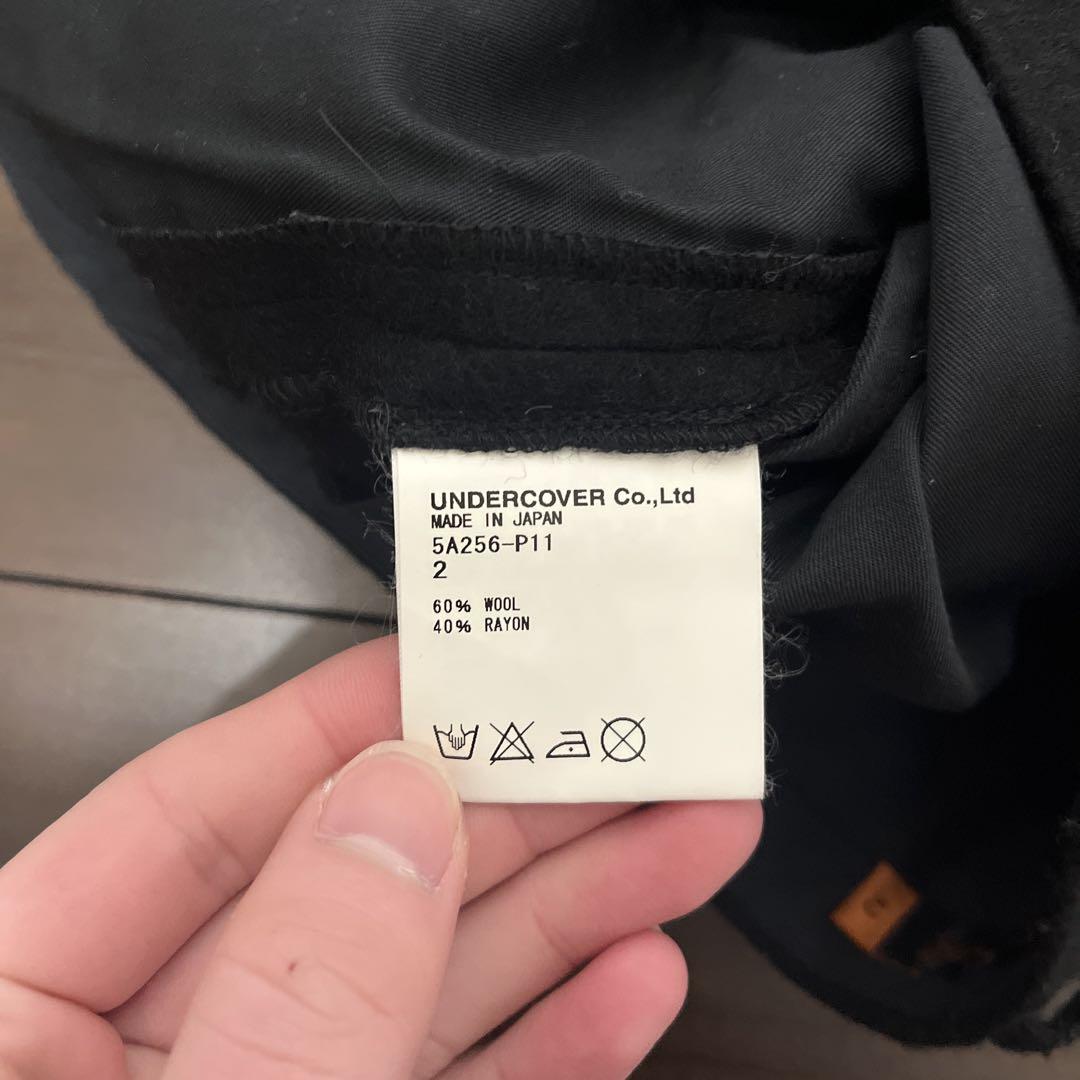 UNDERCOVER Co.,Ltd
MADE IN JAPAN
5A256-P11
2
60% WOOL
40% RAYON